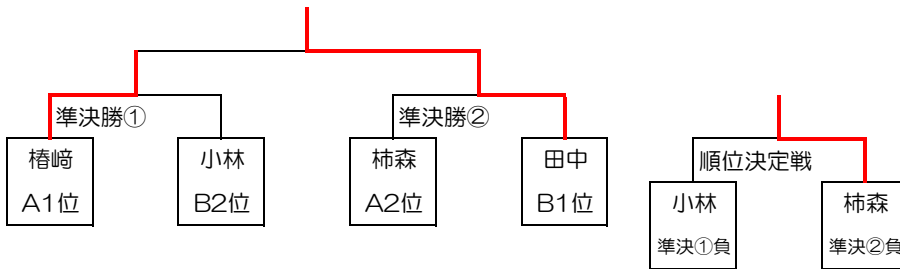 準決勝①
準決勝②
椿﨑
A1位
小林
B2位
柿森
A2位
田中
B1位
順位決定戦
小林
準決①負
柿森
準決②負